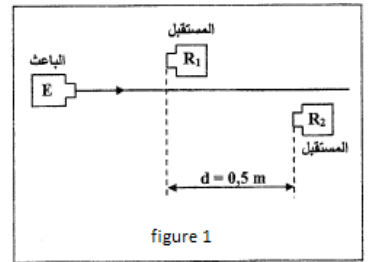 المستقبل
الباعث
R₁
E
R₂
المستقبل
d = 0,5 m
figure 1